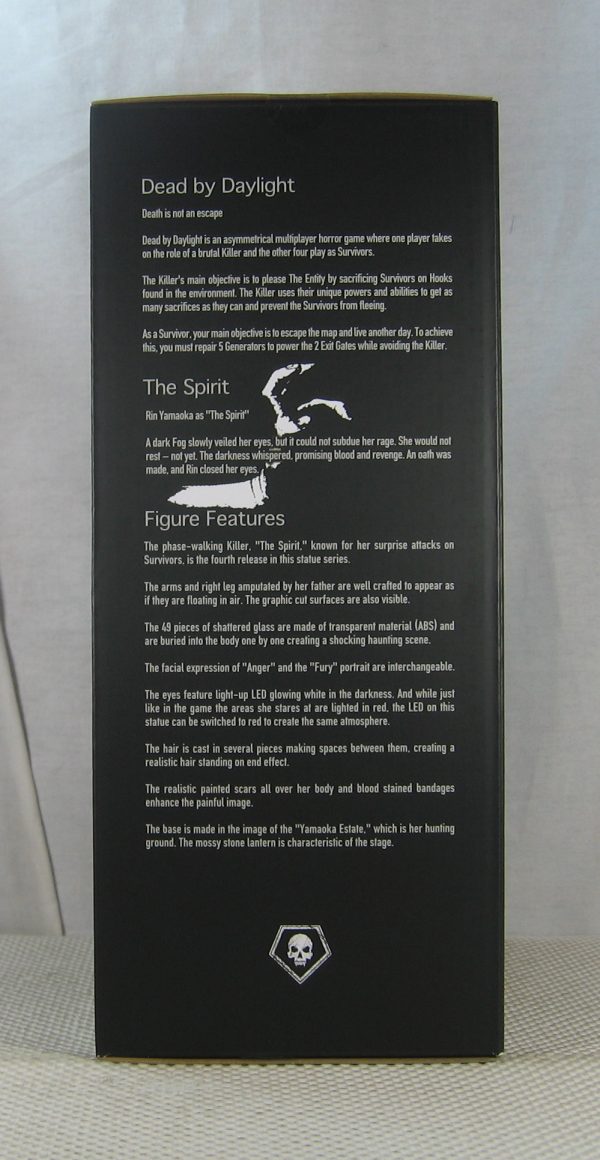 Dead by Daylight
Death is not an escape
Dead by Daylight is an asymmetrical multiplayer horror game where one player takes
on the role of a brutal Killer and the other four play as Survivors.
The Killer's main objective is to please The Entity by sacrificing Survivors on Hooks
found in the environment. The Killer uses their unique powers and abilities to get as
many sacrifices as they can and prevent the Survivors from fleeing.
As a Survivor, your main objective is to escape the map and live another day. To achieve
this, you must repair 5 Generators to power the 2 Exit Gates while avoiding the Killer.
The Spirit
Rin Yamaoka as "The Spirit"
A dark Fog slowly veiled her eyes, but it could not subdue her rage. She would not
rest – not yet. The darkness whispered, promising blood and revenge. An oath was
made, and Rin closed her eyes.
Figure Features
The phase-walking Killer, "The Spirit," known for her surprise attacks on
Survivors, is the fourth release in this statue series.
The arms and right leg amputated by her father are well crafted to appear as
if they are floating in air. The graphic cut surfaces are also visible.
The 49 pieces of shattered glass are made of transparent material (ABS) and
are buried into the body one by one creating a shocking haunting scene.
The facial expression of "Anger" and the "Fury" portrait are interchangeable.
The eyes feature light-up LED glowing white in the darkness. And while just
like in the game the areas she stares at are lighted in red, the LED on this
statue can be switched to red to create the same atmosphere.
The hair is cast in several pieces making spaces between them, creating a
realistic hair standing on end effect.
The realistic painted scars all over her body and blood stained bandages
enhance the painful image.
The base is made in the image of the "Yamaoka Estate," which is her hunting
ground. The mossy stone lantern is characteristic of the stage.